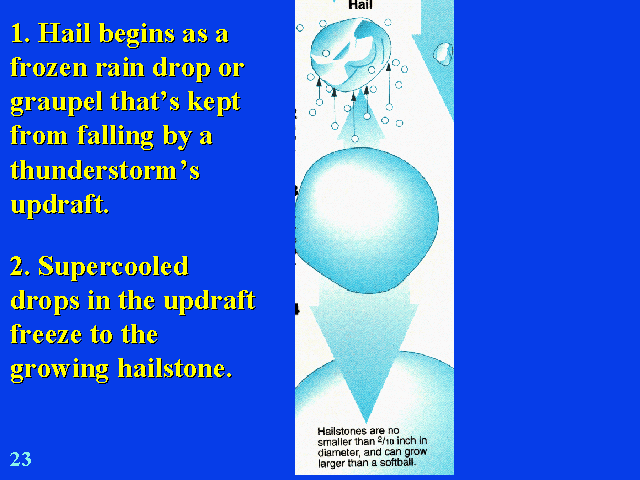 1. Hail begins as a
frozen rain drop or
graupel that’s kept
from falling by a
thunderstorm’s
updraft.
2. Supercooled
drops in the updraft
freeze to the
growing hailstone.
23
Hail
Hailstones are no
smaller than 2/10 inch in
diameter, and can grow
larger than a softball.